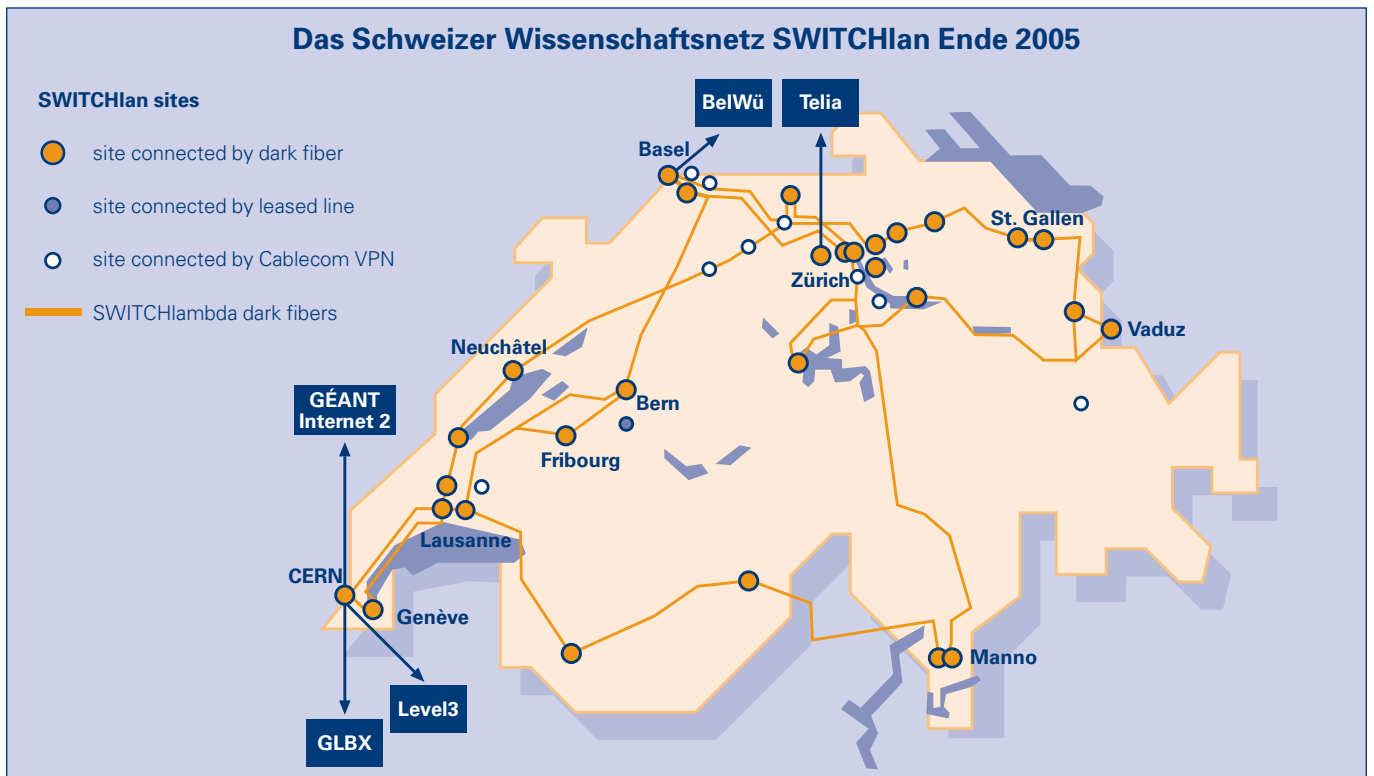 Das Schweizer Wissenschaftsnetz SWITCHlan Ende 2005
SWITCHlan sites
site connected by dark fiber
site connected by leased line
site connected by Cablecom VPN
SWITCHlambda dark fibers
BelWü
Telia
Basel
St. Gallen
Zürich
Vaduz
Neuchâtel
GÉANT
Internet 2
Bern
Fribourg
Lausanne
CERN
Genève
Manno
Level3
GLBX